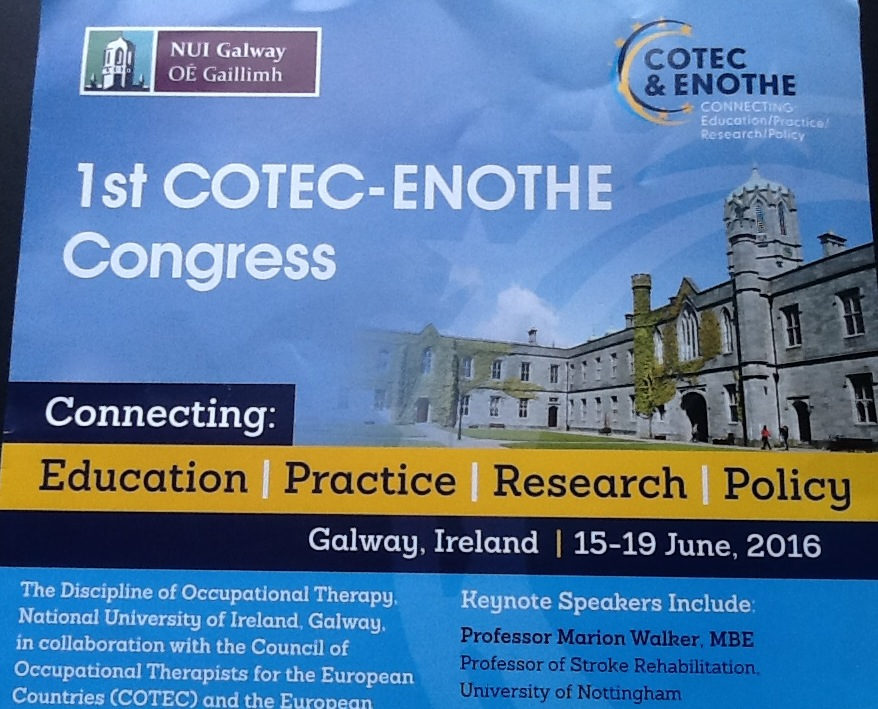 NUI Galway
OÉ Gaillimh
COTEC
& ENOTHE
CONNECTING:
Education/Practice/
Research/Policy
1st COTEC-ENOTHE
Congress
Connecting:
Education | Practice | Research | Policy
Galway, Ireland | 15-19 June, 2016
The Discipline of Occupational Therapy,
National University of Ireland, Galway,
in collaboration with the Council of
Occupational Therapists for the European
Countries (COTEC) and the European
Keynote Speakers Include:
Professor Marion Walker, MBE
Professor of Stroke Rehabilitation,
University of Nottingham